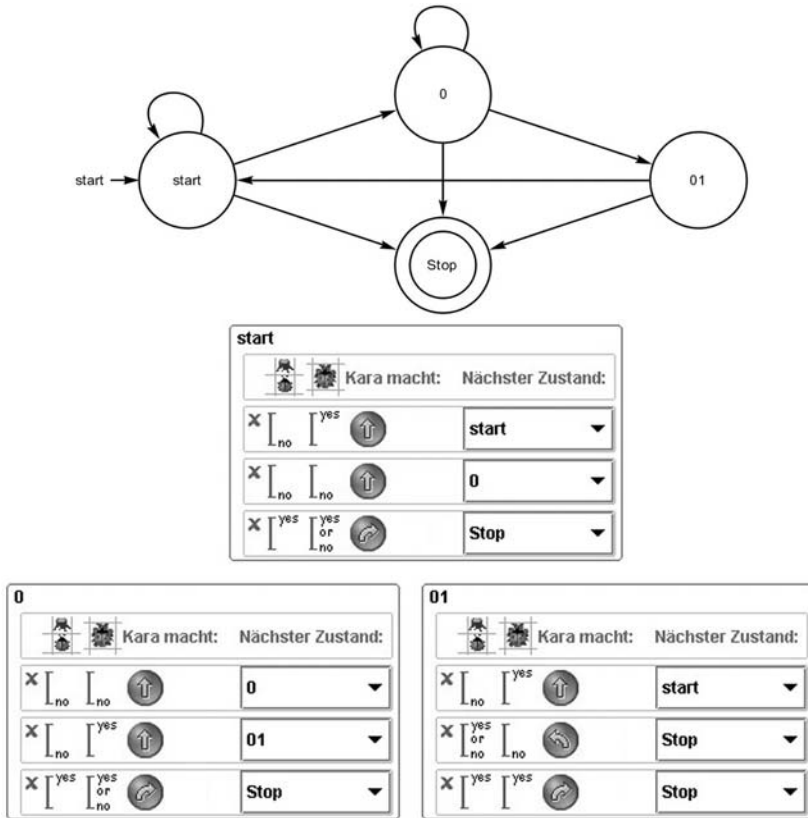 0
start
start
01
Stop
start
Kara macht: Nächster Zustand:
x no yes start
x no no 0
x yes yes or no Stop
0
Kara macht: Nächster Zustand:
x no no 0
x no yes 01
x yes yes or no Stop
01
Kara macht: Nächster Zustand:
x no yes start
x yes or no no Stop
x yes yes Stop